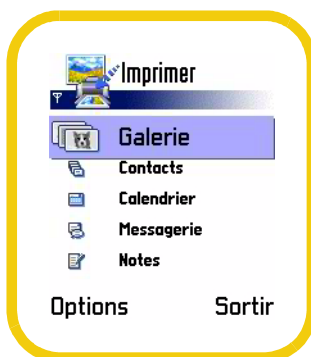 Imprimer
Galerie
Contacts
Calendrier
Messagerie
Notes
Options Sortir